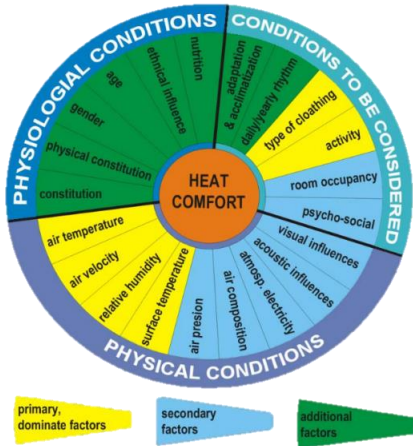 PHYSIOLOGIAL CONDITIONS
CONDITIONS TO BE CONSIDERED
PHYSICAL CONDITIONS
HEAT
COMFORT
constitution
physical constitution
gender
age
ethnical influence
nutrition
adaptation
& acclimatization
daily/yearly rhythm
type of cloathing
activity
room occupancy
psycho-social
visual influences
acoustic influences
atmosp. electricity
air composition
air presion
surface temperature
relative humidity
air velocity
air temperature
primary,
dominate factors
secondary
factors
additional
factors